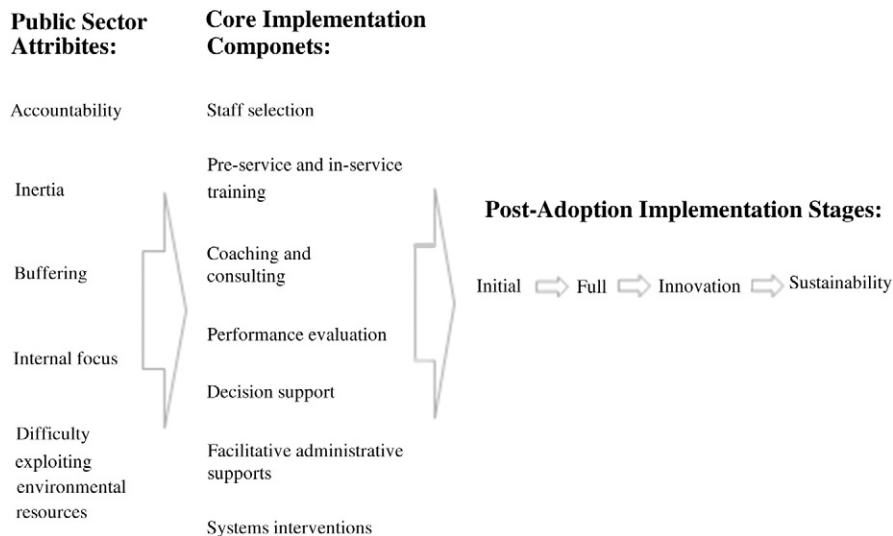 Public Sector
Attribites:
Accountability
Inertia
Buffering
Internal focus
Difficulty
exploiting
environmental
resources
Core Implementation
Componets:
Staff selection
Pre-service and in-service
training
Coaching and
consulting
Performance evaluation
Decision support
Facilitative administrative
supports
Systems interventions
Post-Adoption Implementation Stages:
Initial Full Innovation Sustainability